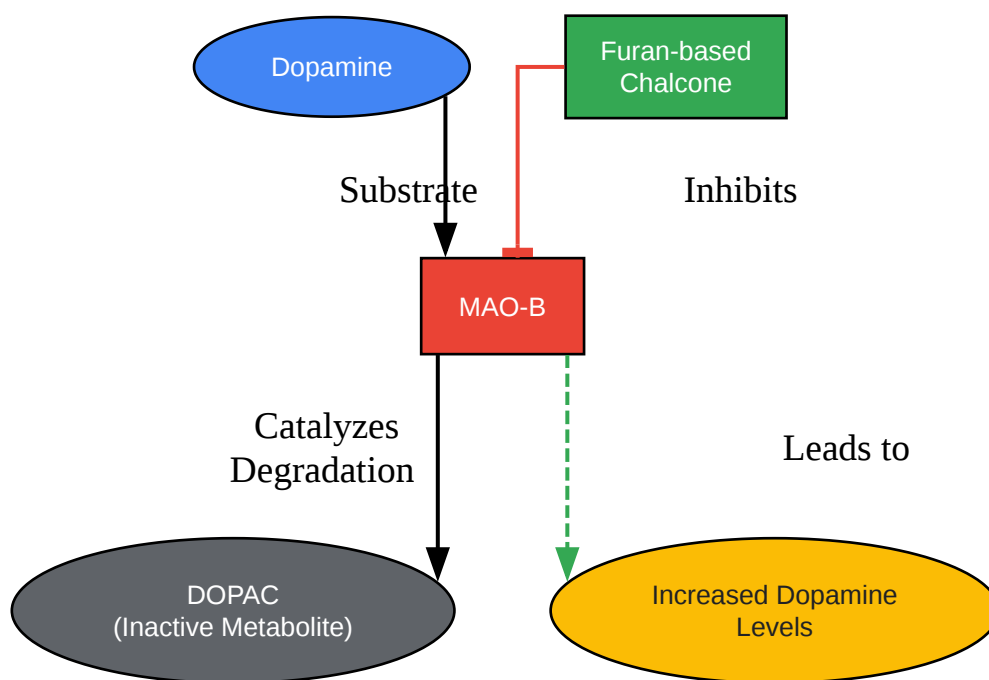 Dopamine
Furan-based
Chalcone
Substrate
Inhibits
MAO-B
Catalyzes
Degradation
Leads to
DOPAC
(Inactive Metabolite)
Increased Dopamine
Levels